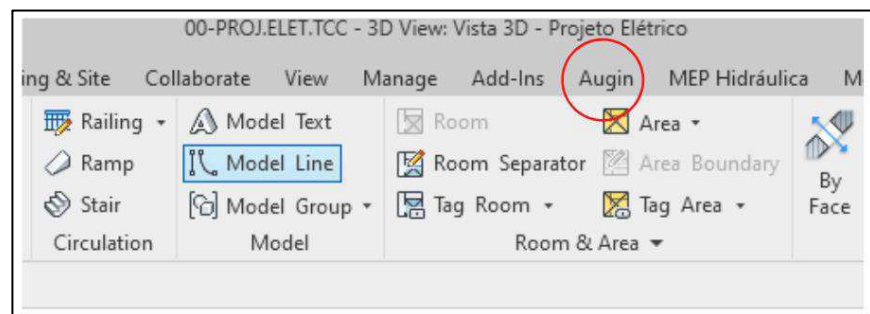 00-PROJ.ELET.TCC - 3D View: Vista 3D - Projeto Elétrico
ing & Site Collaborate View Manage Add-Ins Augin MEP Hidráulica M
Railing Model Text Room Area
Ramp Model Line Room Separator Area Boundary By
Stair Model Group Tag Room Tag Area Face
Circulation Model Room & Area